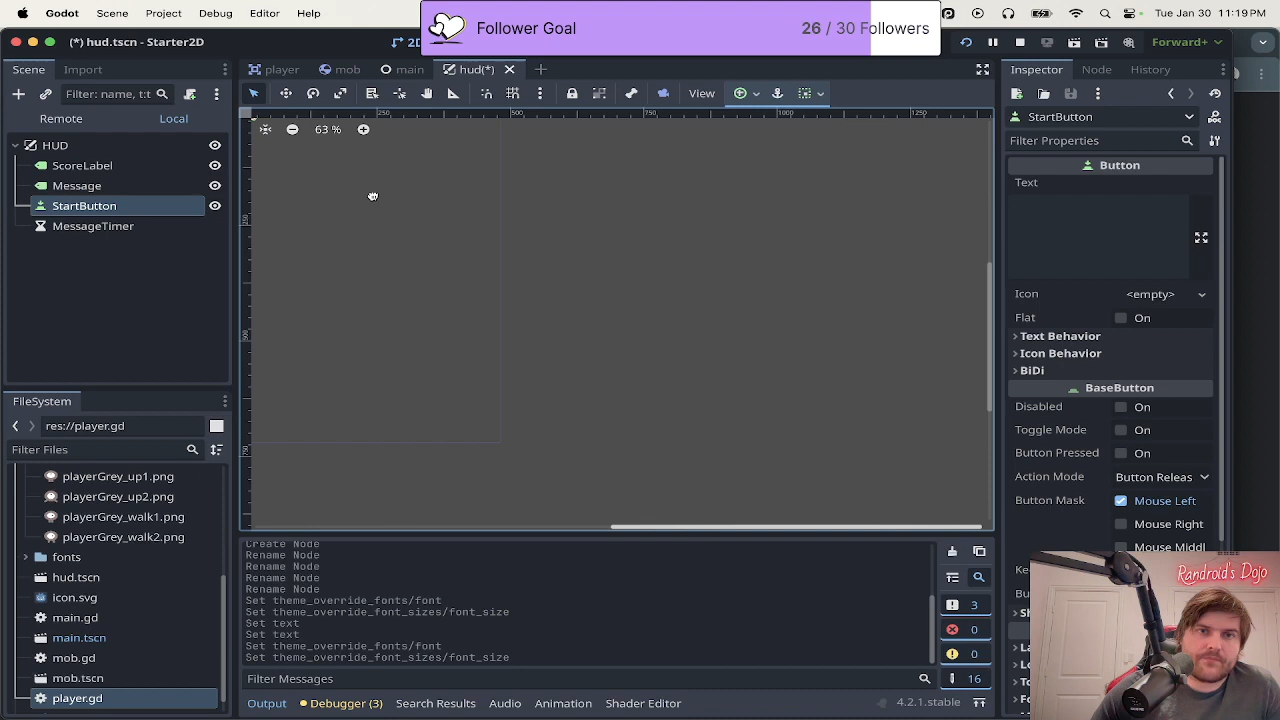 Godot
Scene
Project
Debug
Editor
Help
Tue Jan 30 11:19 PM
Follower Goal
26 / 30 Followers
(*) hud.tscn - Starter2D
Forward+
Scene
Import
player
mob
main
hud(*)
Inspector
Node
History
Filter: name, t:t
Remote
Local
View
StartButton
Filter Properties
HUD
ScoreLabel
Message
StartButton
MessageTimer
63 %
250
500
750
1000
1250
250
500
750
Button
Text
Icon
<empty>
Flat
On
Text Behavior
Icon Behavior
BiDi
BaseButton
Disabled
On
Toggle Mode
On
Button Pressed
On
Action Mode
Button Releas
Button Mask
Mouse Left
Mouse Right
Mouse Middl
FileSystem
res://player.gd
Filter Files
playerGrey_up1.png
playerGrey_up2.png
playerGrey_walk1.png
playerGrey_walk2.png
fonts
hud.tscn
icon.svg
main.gd
main.tscn
mob.gd
mob.tscn
player.gd
Create Node
Rename Node
Rename Node
Rename Node
Rename Node
Set theme_override_fonts/font
Set theme_override_font_sizes/font_size
Set text
Set text
Set theme_override_fonts/font
Set theme_override_font_sizes/font_size
3
0
0
16
Filter Messages
Output
Debugger (3)
Search Results
Audio
Animation
Shader Editor
4.2.1.stable
Randroid's Dojo